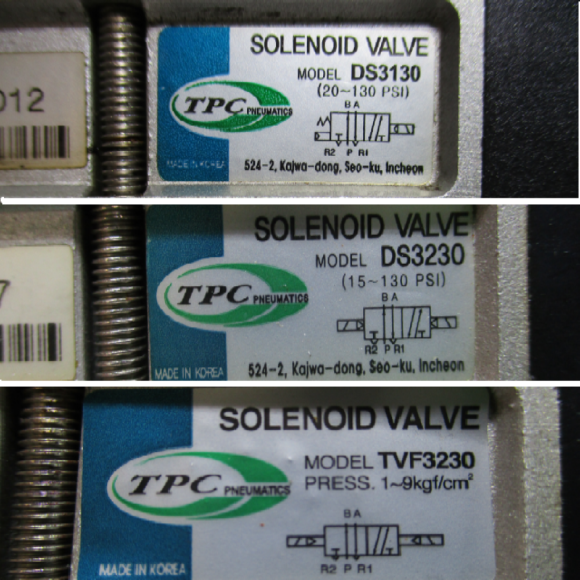 SOLENOID VALVE
MODEL DS3130
(20~130 PSI)
012
TPC PNEUMATICS
B A
R2 P R1
MADE IN KOREA
524-2, Kajwa-dong, Seo-ku, Incheon
SOLENOID VALVE
MODEL DS3230
(15~130 PSI)
7
TPC PNEUMATICS
B A
R2 P R1
MADE IN KOREA
524-2, Kajwa-dong, Seo-ku, Incheon
SOLENOID VALVE
MODEL TVF3230
PRESS. 1~9kgf/cm²
TPC PNEUMATICS
B A
R2 P R1
MADE IN KOREA